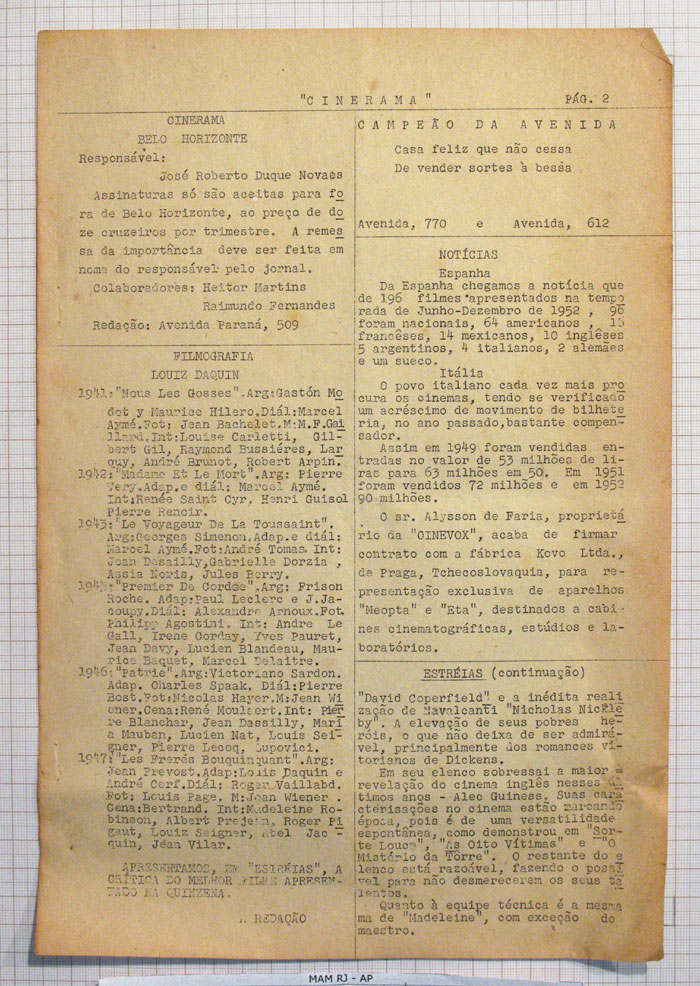 "C I N E R A M A "   PÁG. 2
CINERAMA
BELO HORIZONTE
Responsável:
José Roberto Duque Novaes
Assinaturas só são aceitas para fo
ra de Belo Horizonte, ao preço de do
ze cruzeiros por trimestre. A remes
sa da importância deve ser feita em
nome do responsável pelo jornal.
Colaboradores: Heitor Martins
Raimundo Fernandes
Redação: Avenida Paraná, 509
FILMOGRAFIA
LOUIZ DAQUIN
1941:"Nous Les Gosses".Arg:Gastón Mo
dot y Maurice Hilero.Diál:Marcel
Aymé.Fot: Jean Bachelet.M:M.F.Gai
llard.Int:Louise Carletti, Gil-
bert Gil, Raymond Bussiéres, Lar
quy, André Brunot, Robert Arpin.
1942:"Madame Et Le Mort".Arg: Pierre
Very.Adap.e diál: Marcel Aymé.
Int:Renée Saint Cyr, Henri Guisol
Pierre Renoir.
1943:"Le Voyageur De La Toussaint".
Arg:Georges Simenon.Adap.e diál:
Marcel Aymé.Fot:André Tomas. Int:
Jean Dasailly,Gabrielle Dorzia ,
Assia Noris, Jules Berry.
"Premier De Cordée".Arg: Frison
Roche. Adap:Paul Leclerc e J.Ja-
coupy.Diál: Alexandre Arnoux.Fot.
Philipp Agostini. Int: Andre Le
Gall, Irene Corday, Yves Pauret,
Jean Davy, Lucien Blandeau, Mau-
rice Baquet, Marcel Delaitre.
1946:"Patrie".Arg:Victoriano Sardon.
Adap. Charles Spaak. Diál:Pierre
Bost.Fot:Nicolas Hayer.M:Jean Wi
ener.Cena:René Moulaert.Int: Pier
re Blanchar, Jean Dassilly, Mari
a Mauban, Lucien Nat, Louis Sei-
gner, Pierre Lecoq, Lupovici.
1947:"Les Frerés Bouquinquant".Arg:
Jean Prevost.Adap:Louis Daquin e
André Cerf.Diál: Roger Vaillabd.
Fot: Louis Page. M:Jean Wiener .
Cena:Bertrand. Int:Madeleine Ro-
binson, Albert Prejein, Roger Pi
gaut, Louiz Seigner, Abel Jac -
quin, Jean Vilar.
APRESENTAMOS, EM "ESTRÉIAS", A
CRÍTICA DO MELHOR FILME APRESEN-
TADO NA QUINZENA.
A REDAÇÃO
C A M P E Ã O  D A  A V E N I D A
Casa feliz que não cessa
De vender sortes à bessa
Avenida, 770   e   Avenida, 612
NOTÍCIAS
Espanha
Da Espanha chegamos a notícia que
de 196 filmes apresentados na tempo
rada de Junho-Dezembro de 1952 , 96
foram nacionais, 64 americanos ,
francêses, 14 mexicanos, 10 inglêses
5 argentinos, 4 italianos, 2 alemães
e um sueco.
Itália
O povo italiano cada vez mais pro
cura os cinemas, tendo se verificado
um acréscimo de movimento de bilhete
ria, no ano passado,bastante compen-
sador.
Assim em 1949 foram vendidas en-
tradas no valor de 53 milhões de li-
ras para 63 milhões em 50. Em 1951
foram vendidos 72 milhões e em 1952
90 milhões.
O sr. Alysson de Faria, proprietá
rio da "CINEVOX", acaba de firmar
contrato com a fábrica Kovo Ltda.,
de Praga, Tchecoslovaquia, para re-
presentação exclusiva de aparelhos
"Meopta" e "Eta", destinados a cabi-
nes cinematográficas, estúdios e la-
boratórios.
ESTRÉIAS (continuação)
"David Coperfield" e a inédita reali
zação de Cavalcanti "Nicholas Nickle
by". A elevação de seus pobres he-
róis, o que não deixa de ser admirá-
vel, principalmente dos romances vi-
torianos de Dickens.
Em seu elenco sobressai a maior =
revelação do cinema inglês nesses úl
timos anos - Alec Guiness. Suas cará
cterisações no cinema estão marcando
época, pois é de uma versatilidade
espontânea, como demonstrou em "Sor-
te Louca", "As Oito Vítimas" e "O
Mistério da Tôrre". O restante do e
lenco está razoável, fazendo o possí
vel para não desmerecerem os seus ta
lentos.
Quanto à equipe técnica é a mesma
ma de "Madeleine", com exceção do
maestro.
MAM RJ - AP